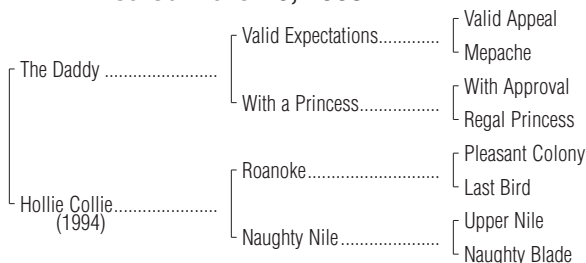 Valid Appeal
Valid Expectations............
Mepache
The Daddy ........................
With Approval
With a Princess.................
Regal Princess
Pleasant Colony
Roanoke............................
Last Bird
Hollie Collie......................
(1994)
Upper Nile
Naughty Nile.....................
Naughty Blade